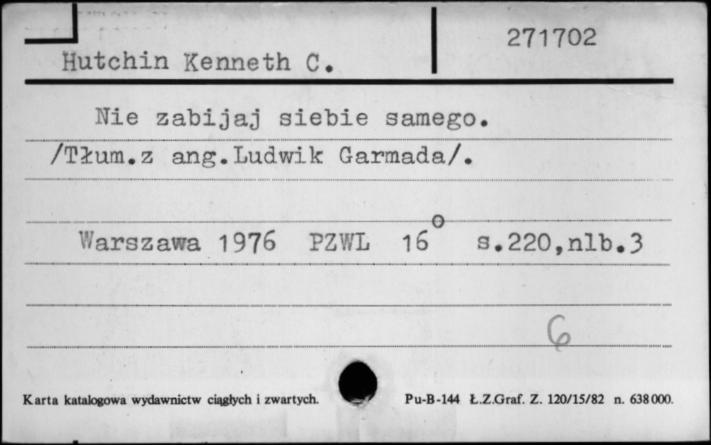 271702
Hutchin Kenneth C.
Nie zabijaj siebie samego.
/Tłum.z ang.Ludwik Garmada/.
Warszawa 1976 PZWL 16° s.220,nlb.3
6
Karta katalogowa wydawnictw ciągłych i zwartych. Pu-B-144 Ł.Z.Graf. Z. 120/15/82 n. 638000.